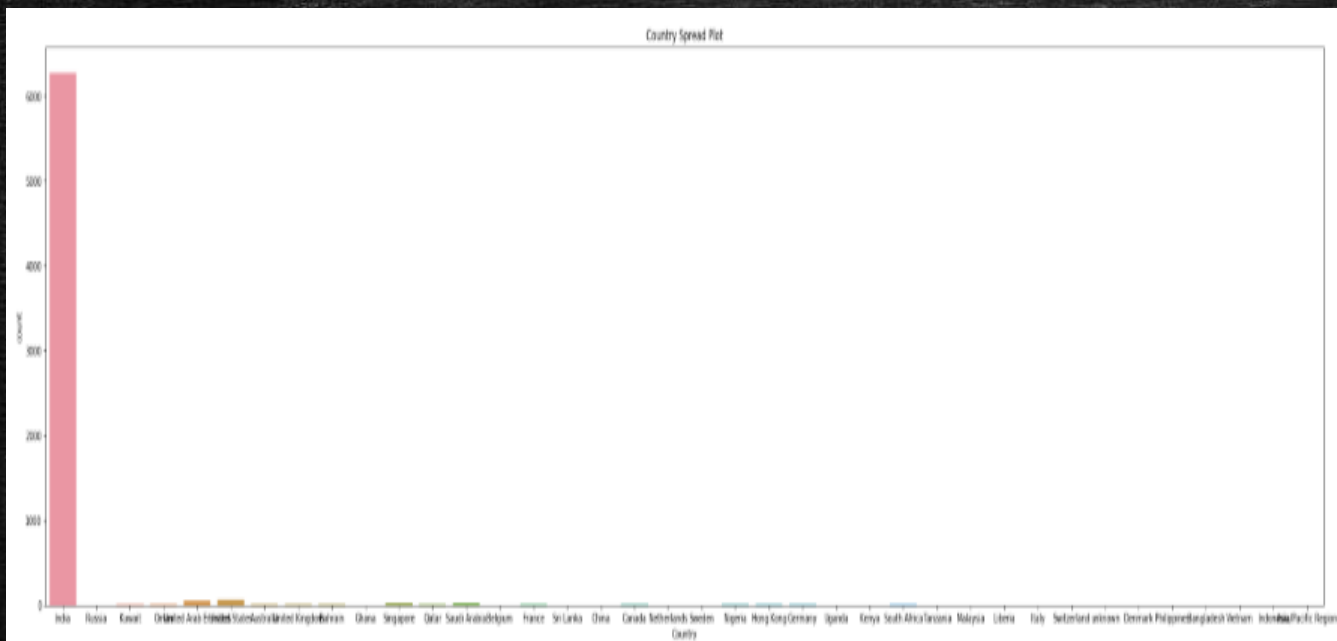 Country Spread Plot
6000
5000
4000
3000
2000
1000
0
count
India Russia Kuwait Oman United Arab Emirates United States Australia United Kingdom Bahrain Ghana Singapore Qatar Saudi Arabia Belgium France Sri Lanka China Canada Netherlands Sweden Nigeria Hong Kong Germany Uganda Kenya South Africa Tanzania Malaysia Liberia Italy Switzerland unknown Denmark Philippines Bangladesh Vietnam Indonesia Asia/Pacific Region
Country